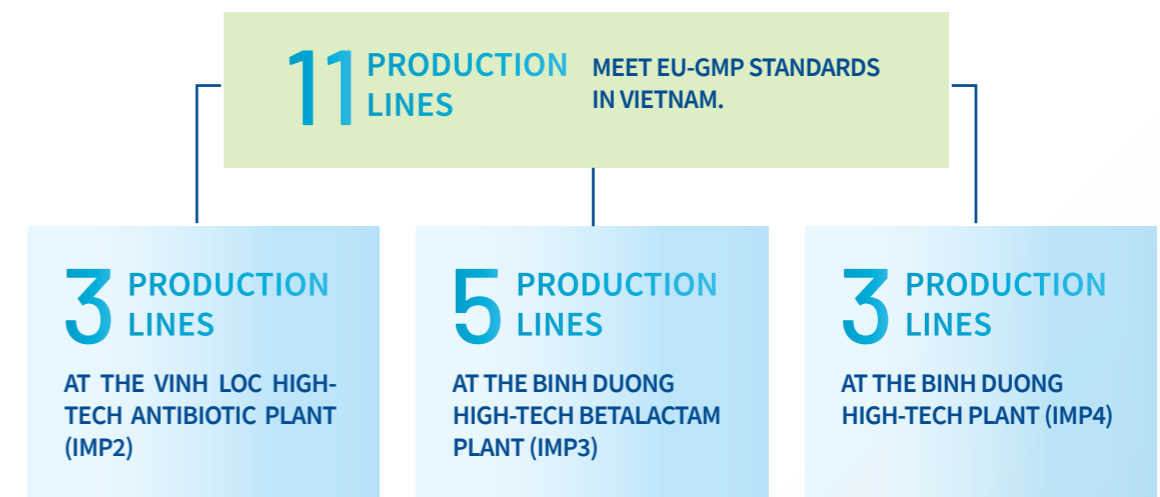 11 PRODUCTION LINES
MEET EU-GMP STANDARDS
IN VIETNAM.
3 PRODUCTION LINES
AT THE VINH LOC HIGH-
TECH ANTIBIOTIC PLANT
(IMP2)
5 PRODUCTION LINES
AT THE BINH DUONG
HIGH-TECH BETALACTAM
PLANT (IMP3)
3 PRODUCTION LINES
AT THE BINH DUONG
HIGH-TECH PLANT (IMP4)